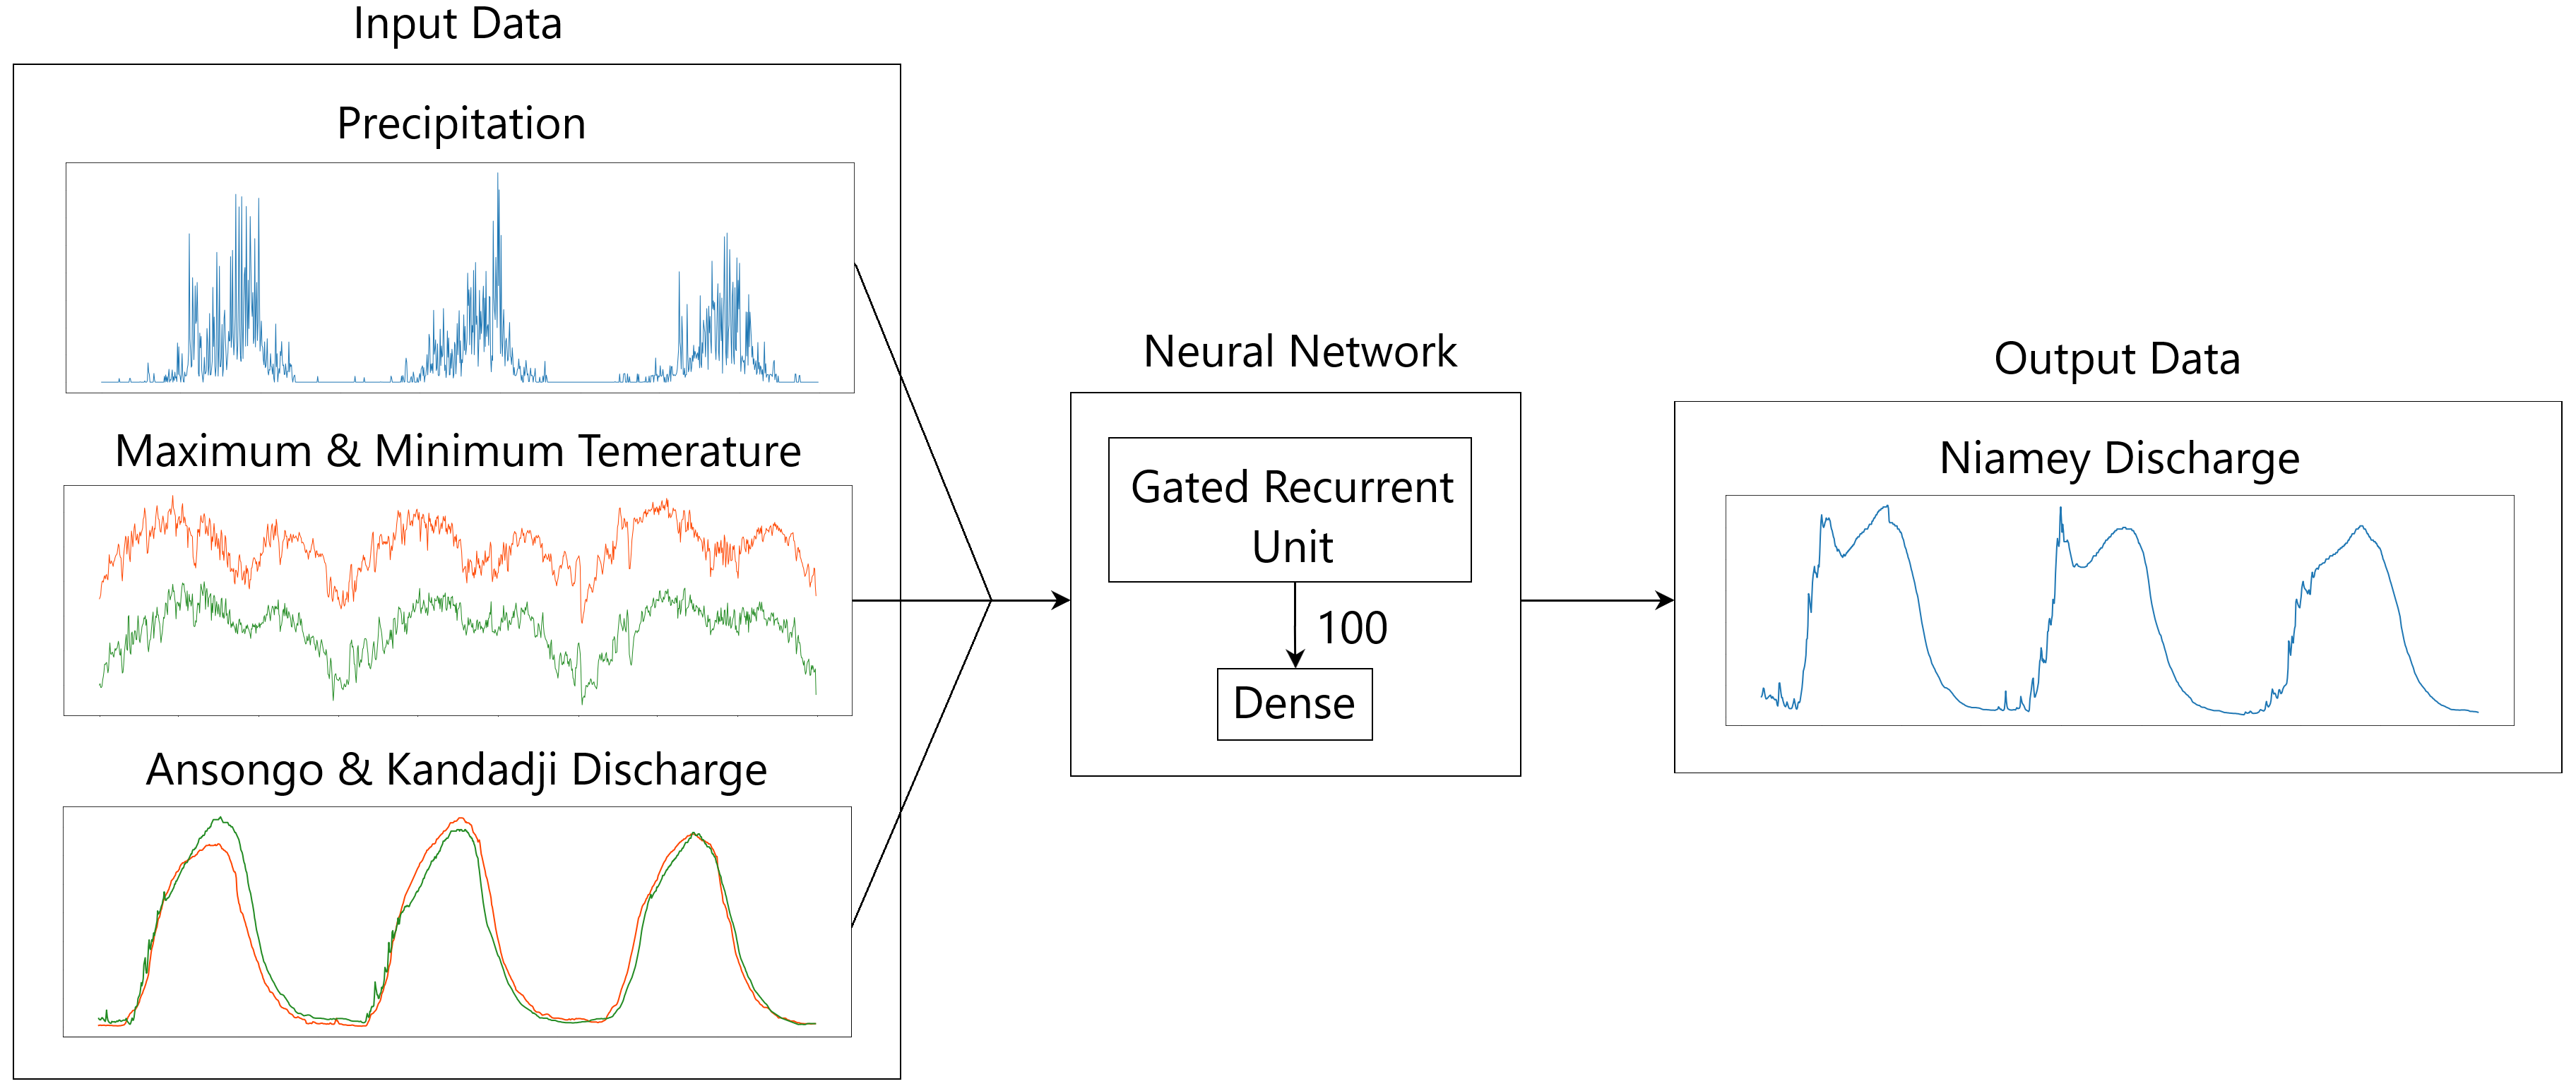 Input Data
Precipitation
Maximum & Minimum Temerature
Ansongo & Kandadji Discharge
Neural Network
Gated Recurrent
Unit
100
Dense
Output Data
Niamey Discharge